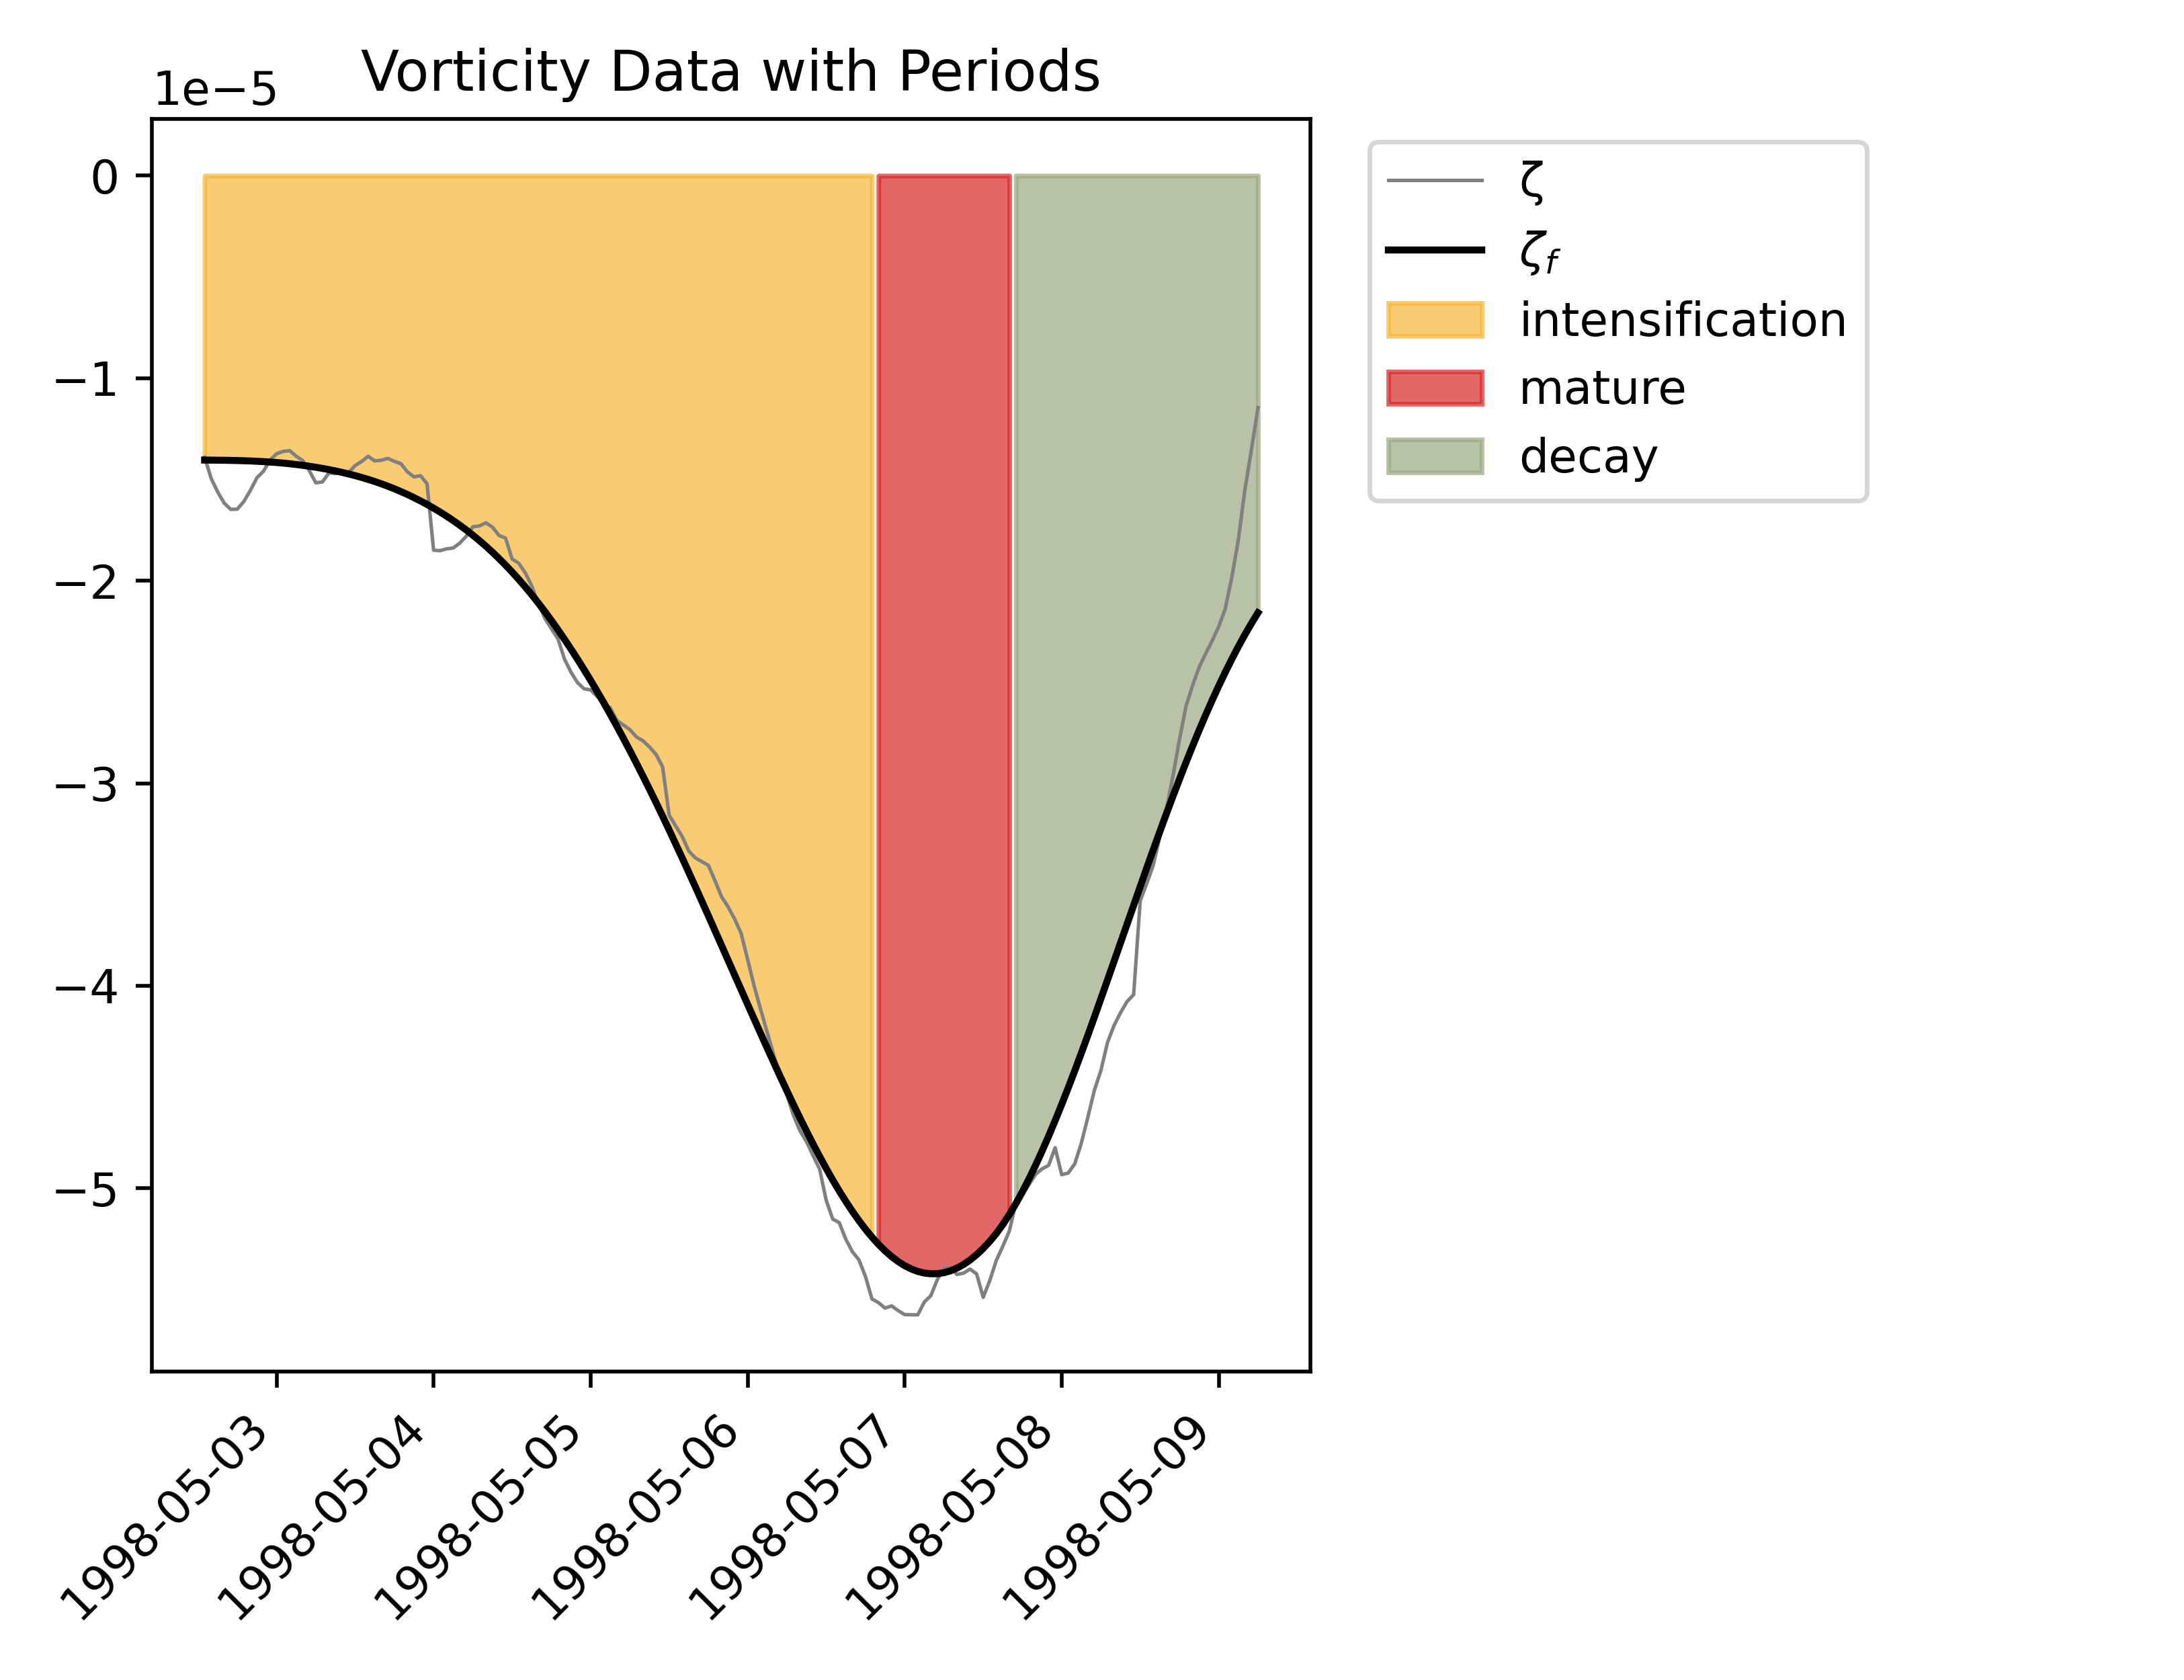 Vorticity Data with Periods
1e−5
0
−1
−2
−3
−4
−5
1998-05-03
1998-05-04
1998-05-05
1998-05-06
1998-05-07
1998-05-08
1998-05-09
ζ
ζf
intensification
mature
decay